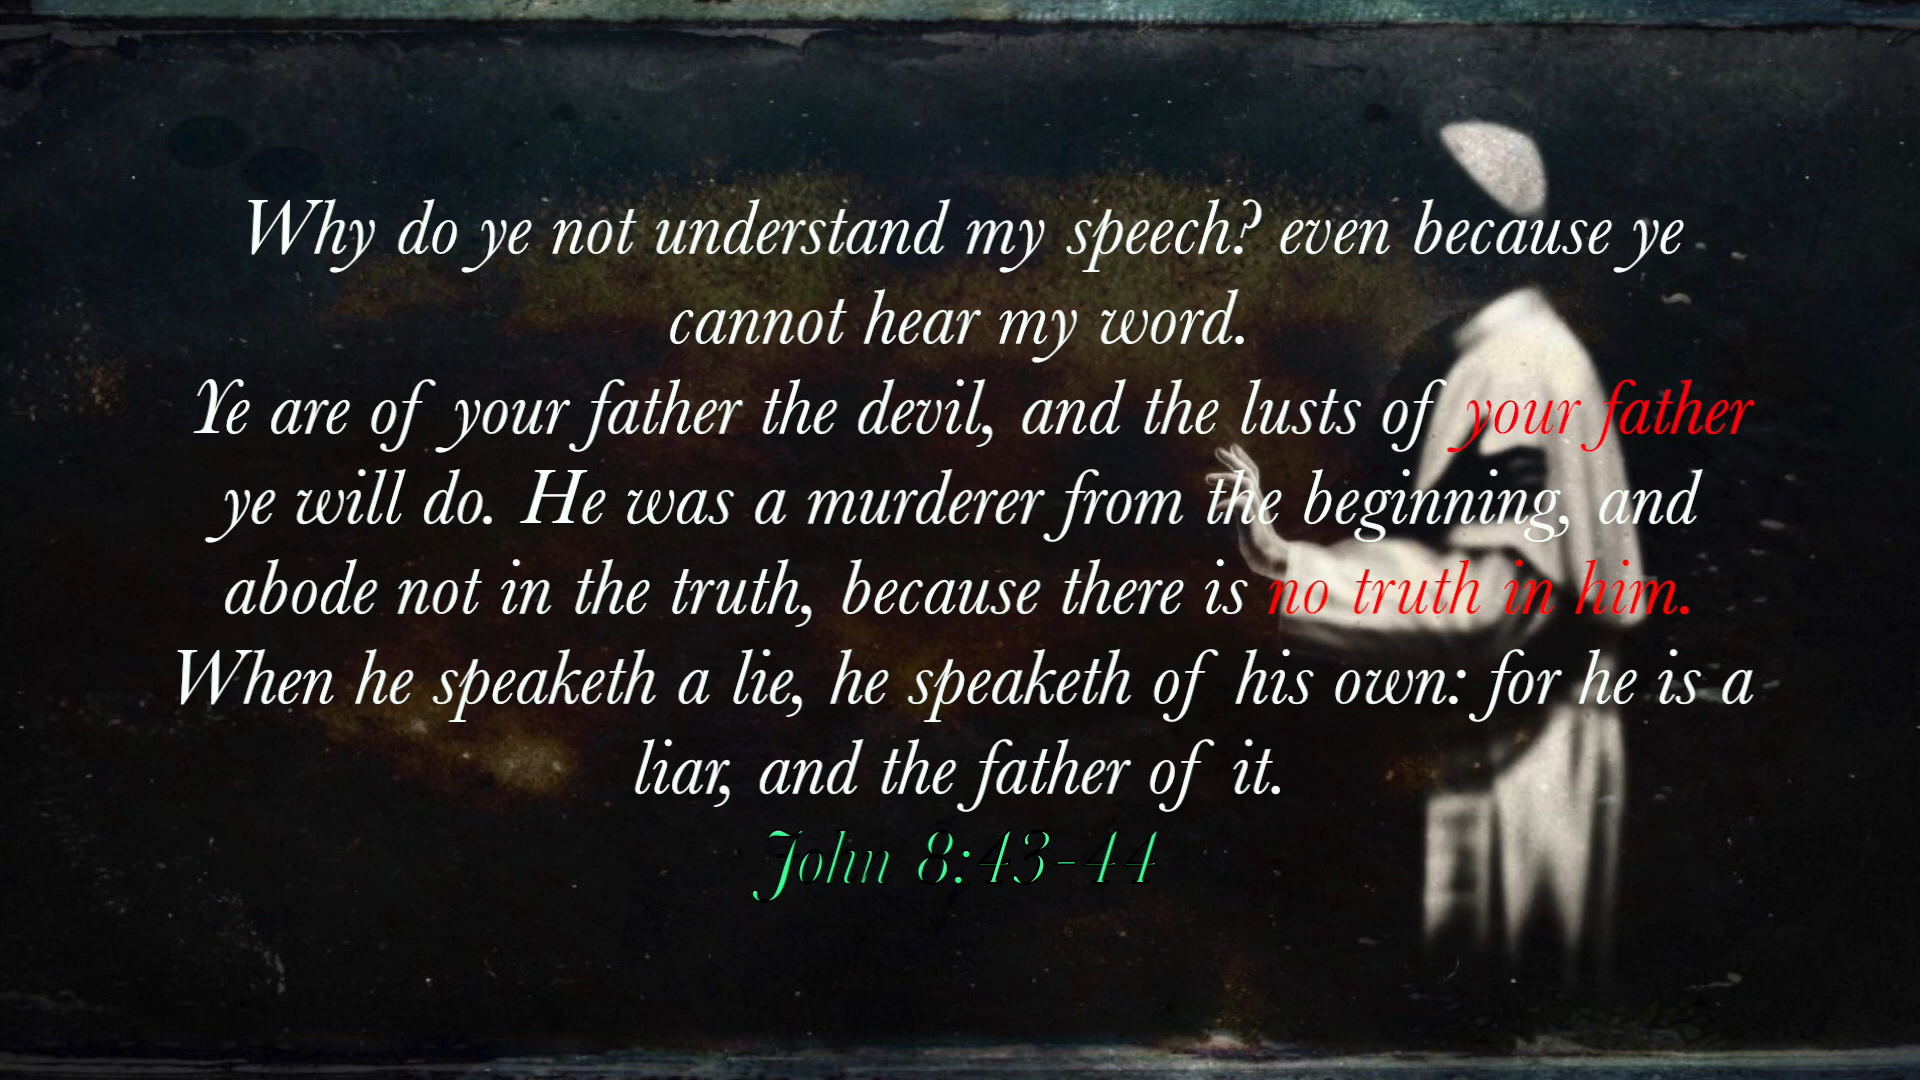 Why do ye not understand my speech? even because ye
cannot hear my word.
Ye are of your father the devil, and the lusts of your father
ye will do. He was a murderer from the beginning, and
abode not in the truth, because there is no truth in him.
When he speaketh a lie, he speaketh of his own: for he is a
liar, and the father of it.
John 8:43-44